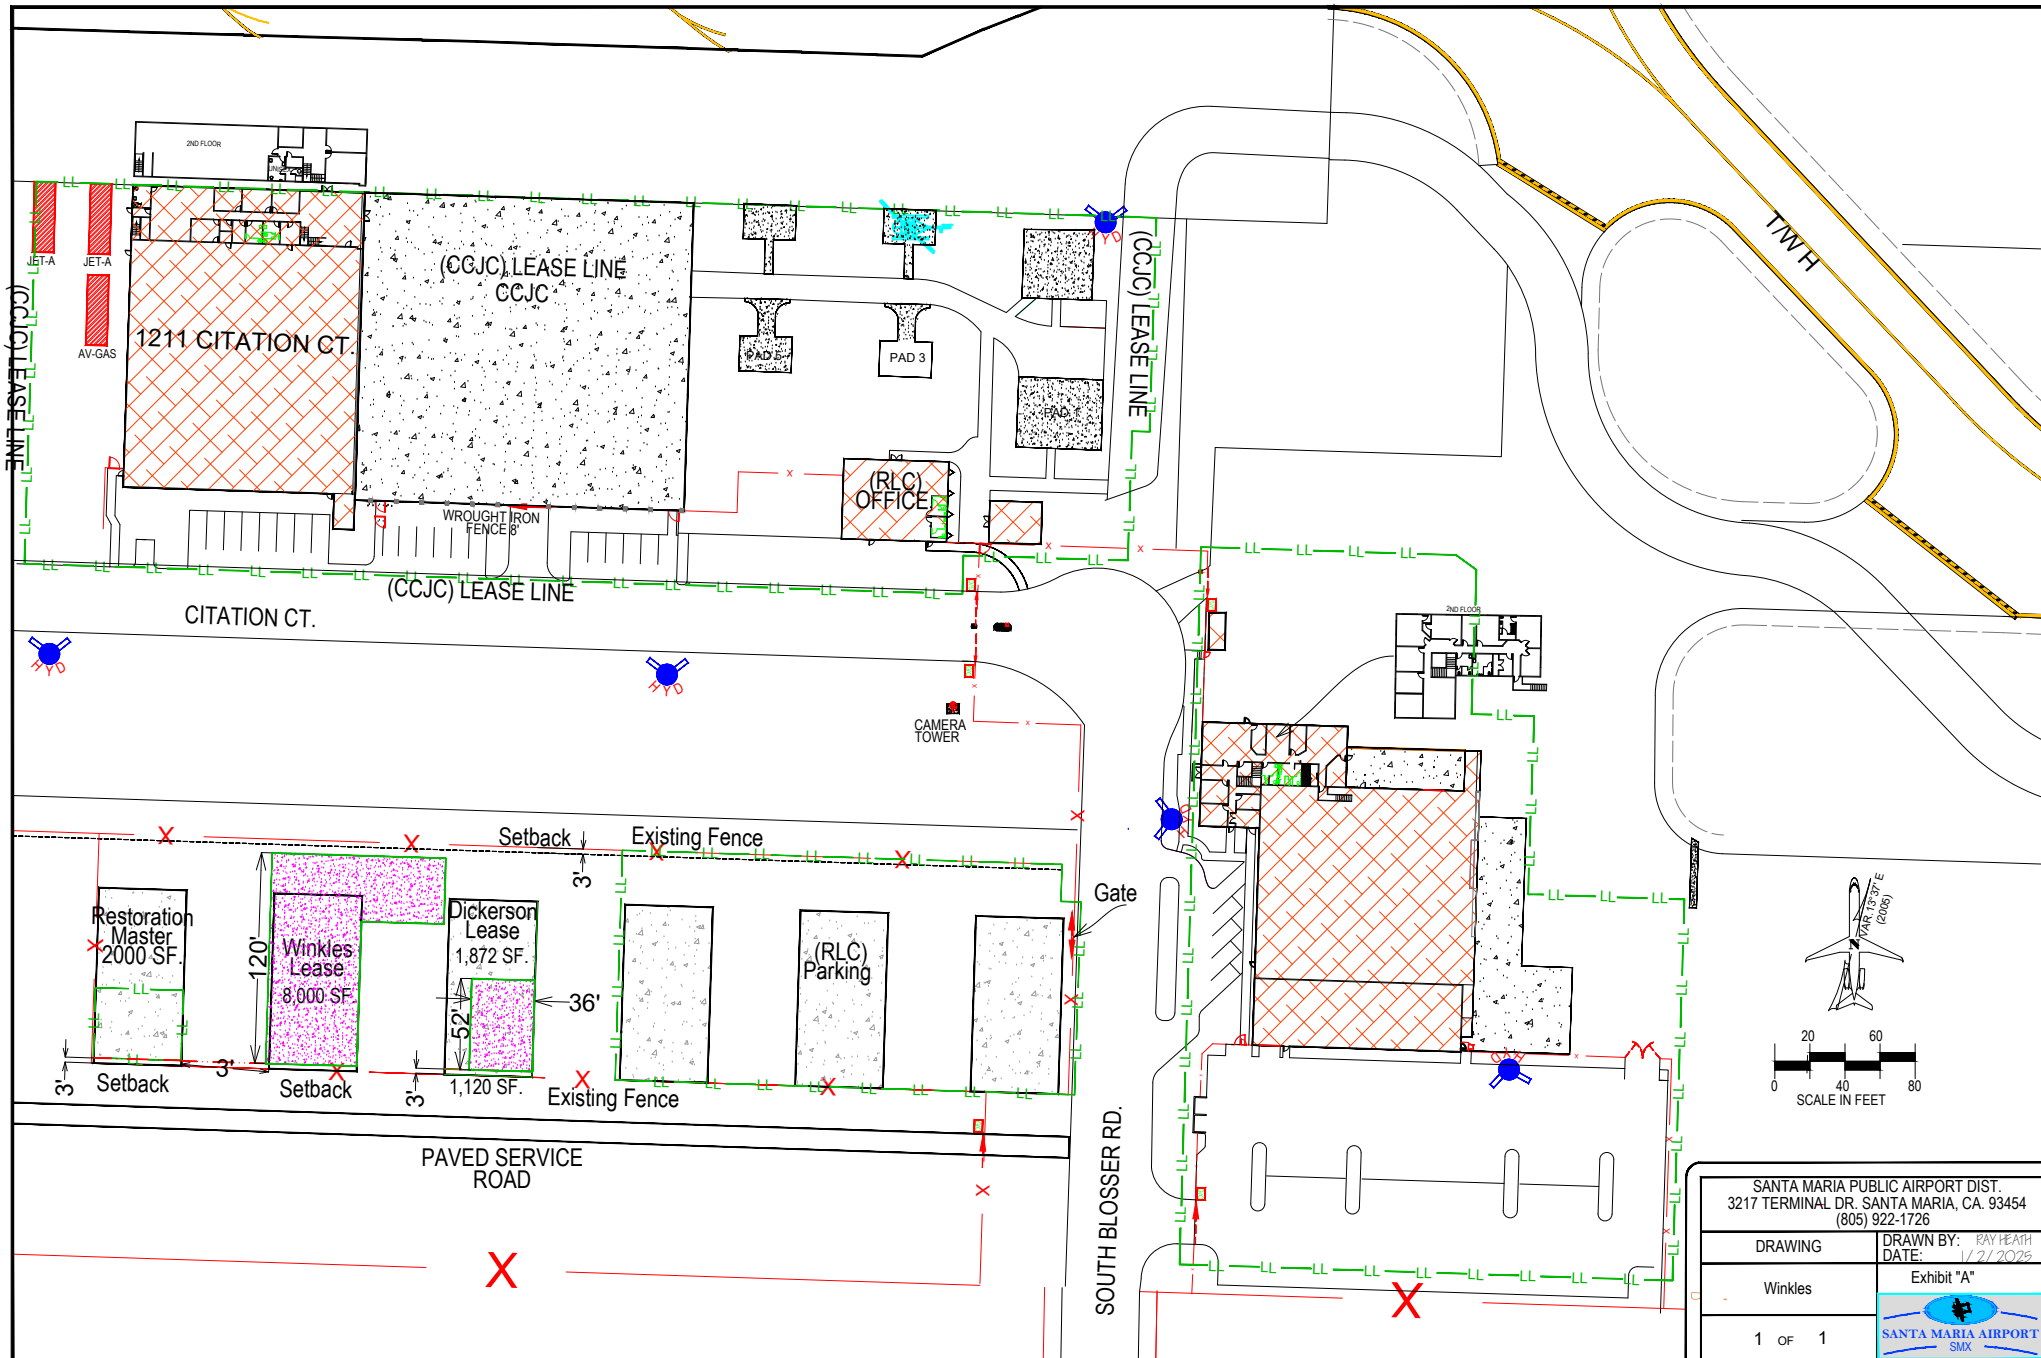 2ND FLOOR
JET-A
JET-A
AV-GAS
1211 CITATION CT.
(CCJC) LEASE LINE
CCJC
(CCJC) LEASE LINE
(CCJC) LEASE LINE
PAD 5
PAD 3
PAD 1
HYD
T/W H
(RLC)
OFFICE
WROUGHT IRON
FENCE 8'
(CCJC) LEASE LINE
CITATION CT.
HYD
HYD
CAMERA
TOWER
2ND FLOOR
HYD
Setback
Existing Fence
3'
Gate
Restoration
Master
2000 SF.
120'
Winkles
Lease
8,000 SF.
Dickerson
Lease
1,872 SF.
52'
36'
(RLC)
Parking
3'
Setback
3'
Setback
3'
1,120 SF.
Existing Fence
PAVED SERVICE
ROAD
SOUTH BLOSSER RD.
HYD
VAR. 13° 37' E
(2005)
N
20 60
0 40 80
SCALE IN FEET
SANTA MARIA PUBLIC AIRPORT DIST.
3217 TERMINAL DR. SANTA MARIA, CA. 93454
(805) 922-1726
DRAWING
DRAWN BY: RAY HEATH
DATE: 1/2/2025
Winkles
Exhibit "A"
1 OF 1
SANTA MARIA AIRPORT
SMX